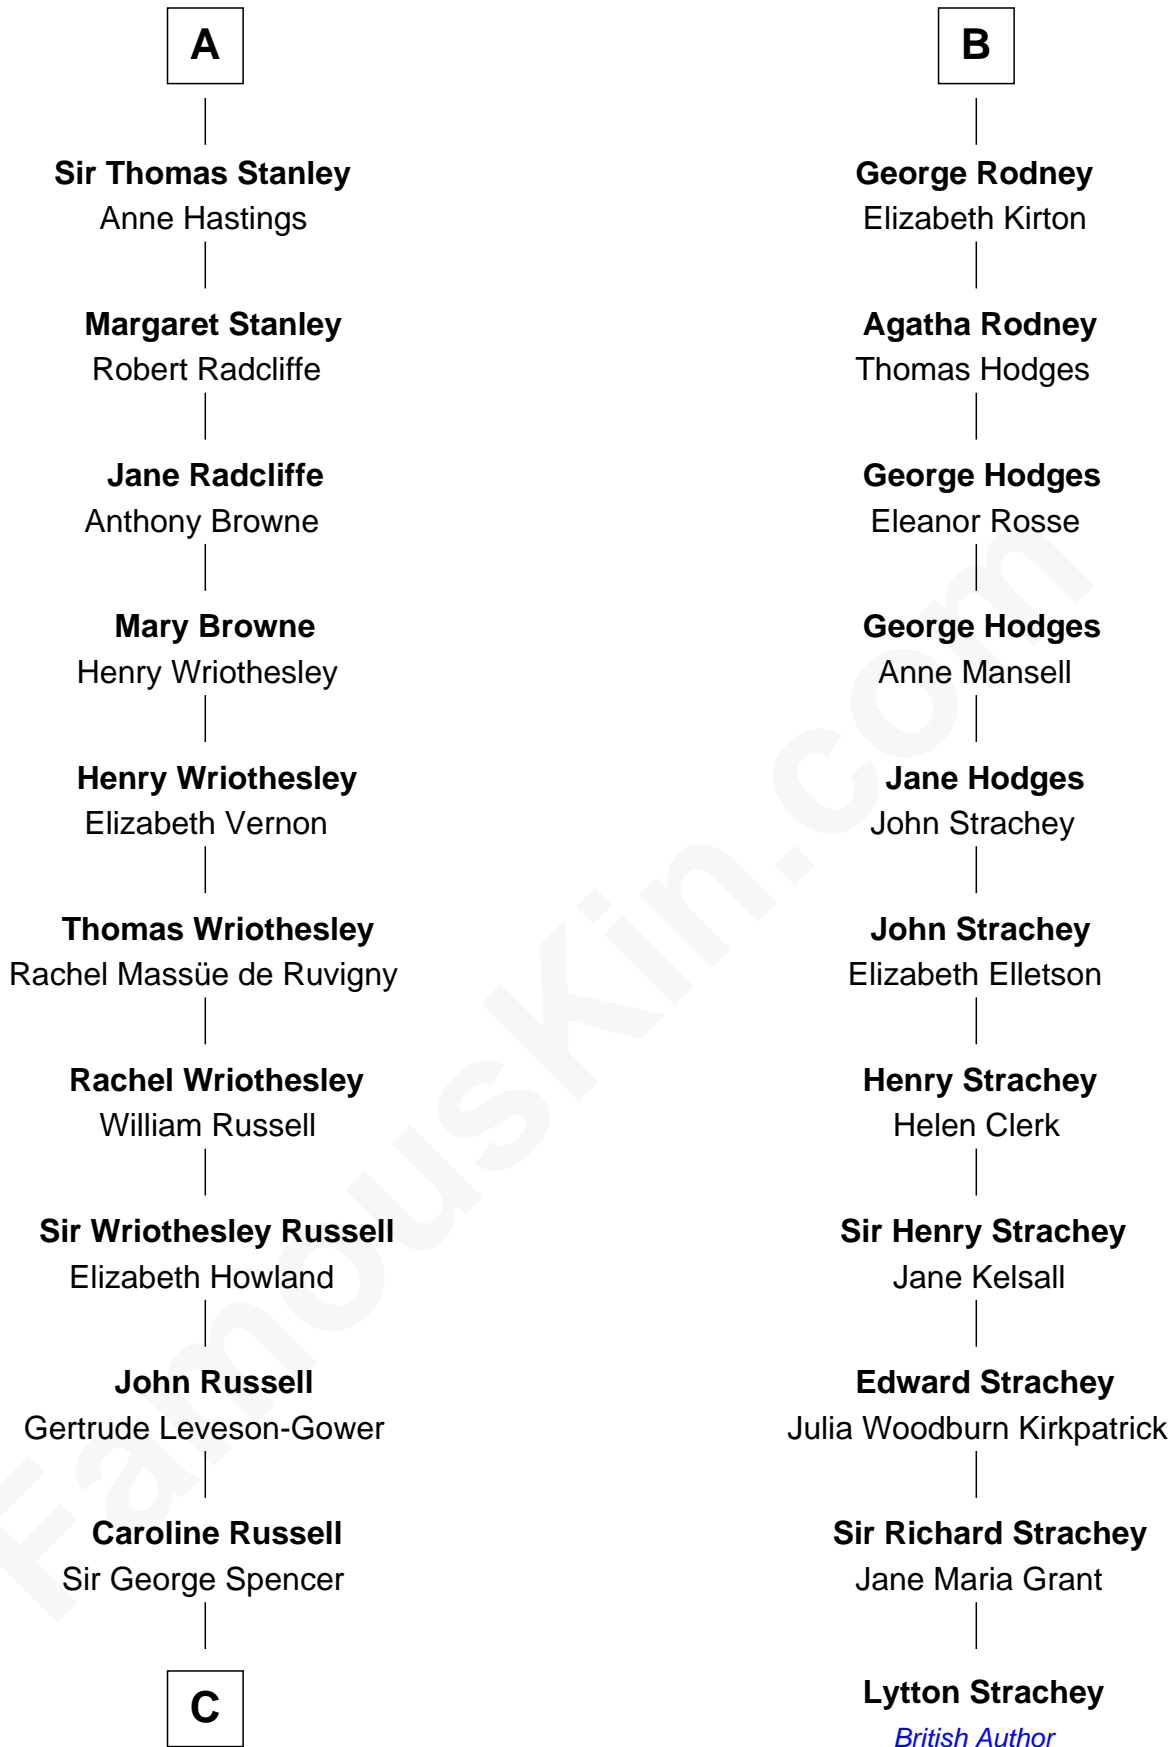 A
Sir Thomas Stanley
Anne Hastings
Margaret Stanley
Robert Radcliffe
Jane Radcliffe
Anthony Browne
Mary Browne
Henry Wriothesley
Henry Wriothesley
Elizabeth Vernon
Thomas Wriothesley
Rachel Massüe de Ruvigny
Rachel Wriothesley
William Russell
Sir Wriothesley Russell
Elizabeth Howland
John Russell
Gertrude Leveson-Gower
Caroline Russell
Sir George Spencer
C
B
George Rodney
Elizabeth Kirton
Agatha Rodney
Thomas Hodges
George Hodges
Eleanor Rosse
George Hodges
Anne Mansell
Jane Hodges
John Strachey
John Strachey
Elizabeth Elletson
Henry Strachey
Helen Clerk
Sir Henry Strachey
Jane Kelsall
Edward Strachey
Julia Woodburn Kirkpatrick
Sir Richard Strachey
Jane Maria Grant
Lytton Strachey
British Author
FamousKin.com